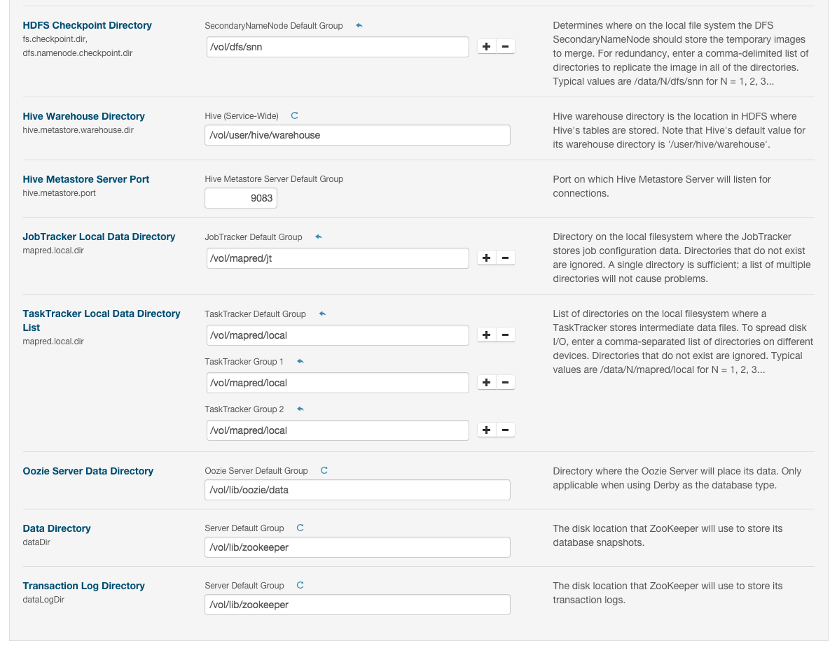 HDFS Checkpoint Directory
fs.checkpoint.dir,
dfs.namenode.checkpoint.dir
SecondaryNameNode Default Group
/vol/dfs/snn
Determines where on the local file system the DFS
SecondaryNameNode should store the temporary images
to merge. For redundancy, enter a comma-delimited list of
directories to replicate the image in all of the directories.
Typical values are /data/N/dfs/snn for N = 1, 2, 3...
Hive Warehouse Directory
hive.metastore.warehouse.dir
Hive (Service-Wide)
/vol/user/hive/warehouse
Hive warehouse directory is the location in HDFS where
Hive's tables are stored. Note that Hive's default value for
its warehouse directory is '/user/hive/warehouse'.
Hive Metastore Server Port
hive.metastore.port
Hive Metastore Server Default Group
9083
Port on which Hive Metastore Server will listen for
connections.
JobTracker Local Data Directory
mapred.local.dir
JobTracker Default Group
/vol/mapred/jt
Directory on the local filesystem where the JobTracker
stores job configuration data. Directories that do not exist
are ignored. A single directory is sufficient; a list of multiple
directories will not cause problems.
TaskTracker Local Data Directory
List
mapred.local.dir
TaskTracker Default Group
/vol/mapred/local
TaskTracker Group 1
/vol/mapred/local
TaskTracker Group 2
/vol/mapred/local
List of directories on the local filesystem where a
TaskTracker stores intermediate data files. To spread disk
I/O, enter a comma-separated list of directories on different
devices. Directories that do not exist are ignored. Typical
values are /data/N/mapred/local for N = 1, 2, 3...
Oozie Server Data Directory
Oozie Server Default Group
/vol/lib/oozie/data
Directory where the Oozie Server will place its data. Only
applicable when using Derby as the database type.
Data Directory
dataDir
Server Default Group
/vol/lib/zookeeper
The disk location that ZooKeeper will use to store its
database snapshots.
Transaction Log Directory
dataLogDir
Server Default Group
/vol/lib/zookeeper
The disk location that ZooKeeper will use to store its
transaction logs.